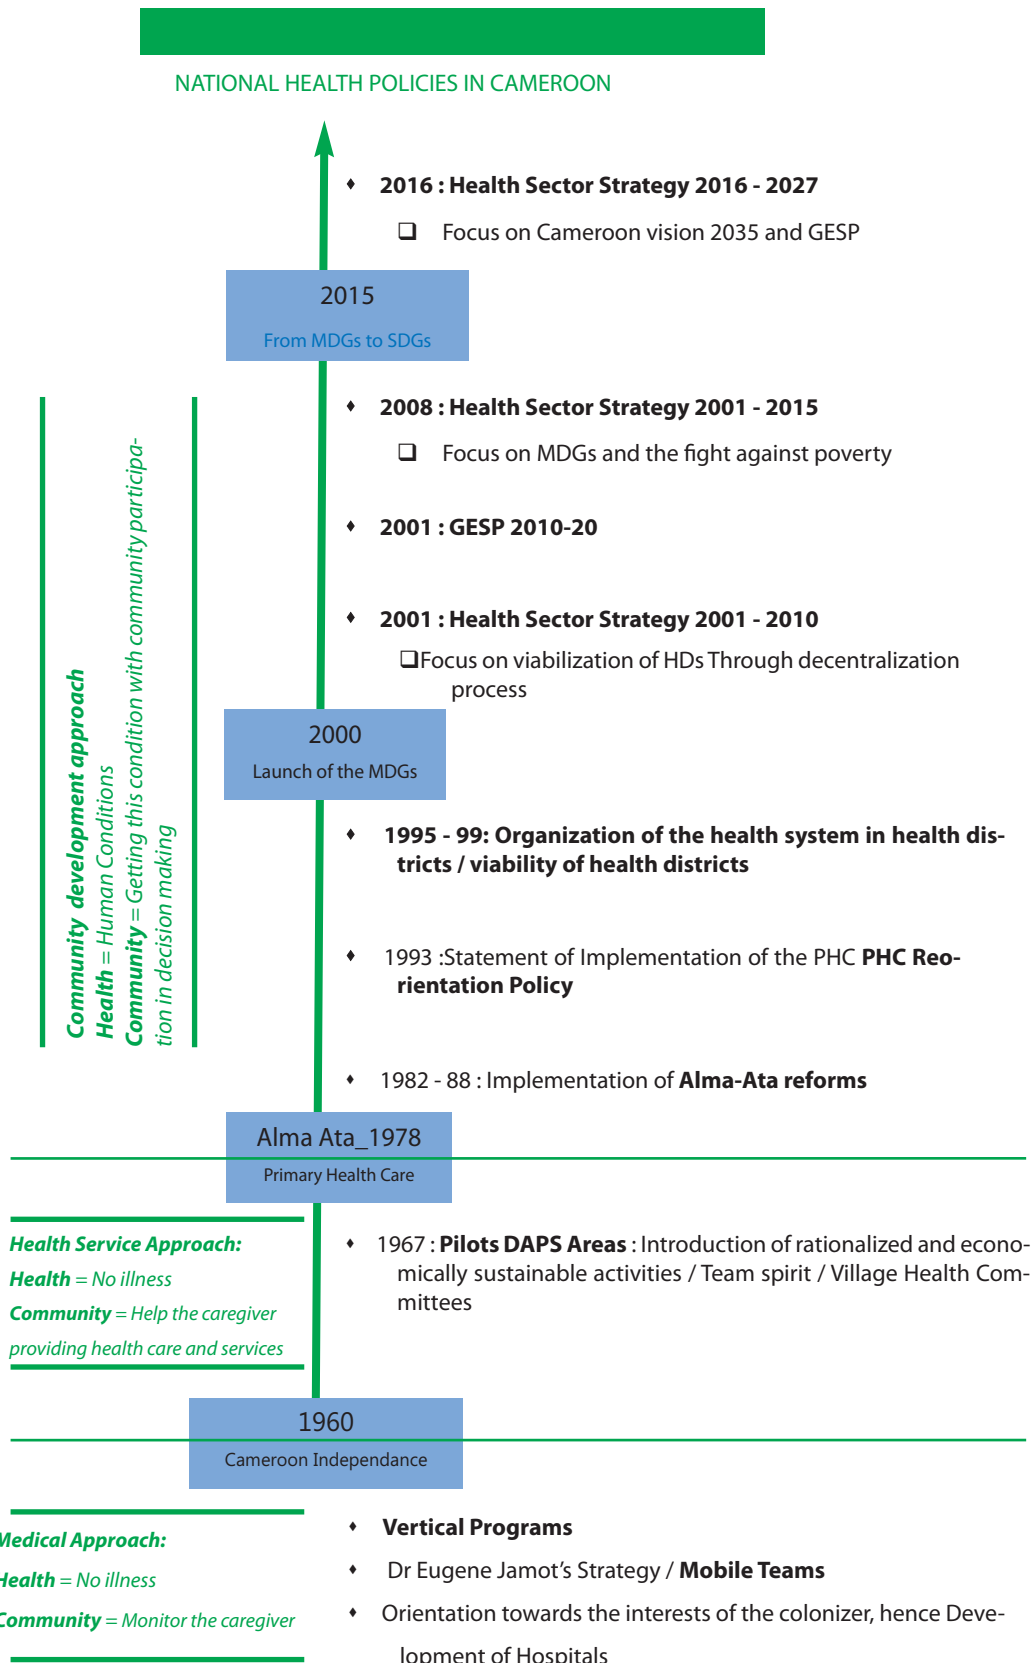 NATIONAL HEALTH POLICIES IN CAMEROON
♦ 2016 : Health Sector Strategy 2016 - 2027
❑ Focus on Cameroon vision 2035 and GESP
2015
From MDGs to SDGs
♦ 2008 : Health Sector Strategy 2001 - 2015
❑ Focus on MDGs and the fight against poverty
♦ 2001 : GESP 2010-20
♦ 2001 : Health Sector Strategy 2001 - 2010
❑Focus on viabilization of HDs Through decentralization
process
2000
Launch of the MDGs
♦ 1995 - 99: Organization of the health system in health dis-
tricts / viability of health districts
♦ 1993 :Statement of Implementation of the PHC PHC Reo-
rientation Policy
♦ 1982 - 88 : Implementation of Alma-Ata reforms
Community development approach
Health = Human Conditions
Community = Getting this condition with community participa-
tion in decision making
Alma Ata_1978
Primary Health Care
Health Service Approach:
Health = No illness
Community = Help the caregiver
providing health care and services
♦ 1967 : Pilots DAPS Areas : Introduction of rationalized and econo-
mically sustainable activities / Team spirit / Village Health Com-
mittees
1960
Cameroon Independance
Medical Approach:
Health = No illness
Community = Monitor the caregiver
♦ Vertical Programs
♦ Dr Eugene Jamot’s Strategy / Mobile Teams
♦ Orientation towards the interests of the colonizer, hence Deve-
lopment of Hospitals